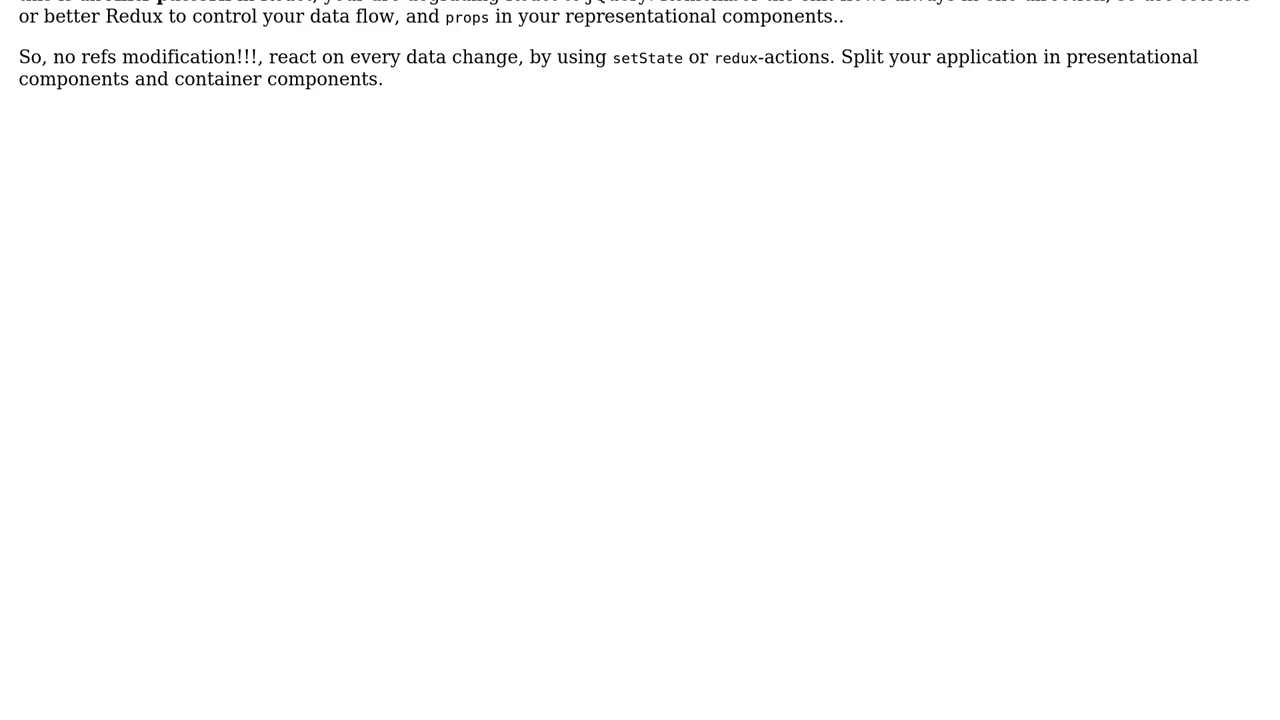 or better Redux to control your data flow, and props in your representational components..
So, no refs modification!!!, react on every data change, by using setState or redux-actions. Split your application in presentational
components and container components.